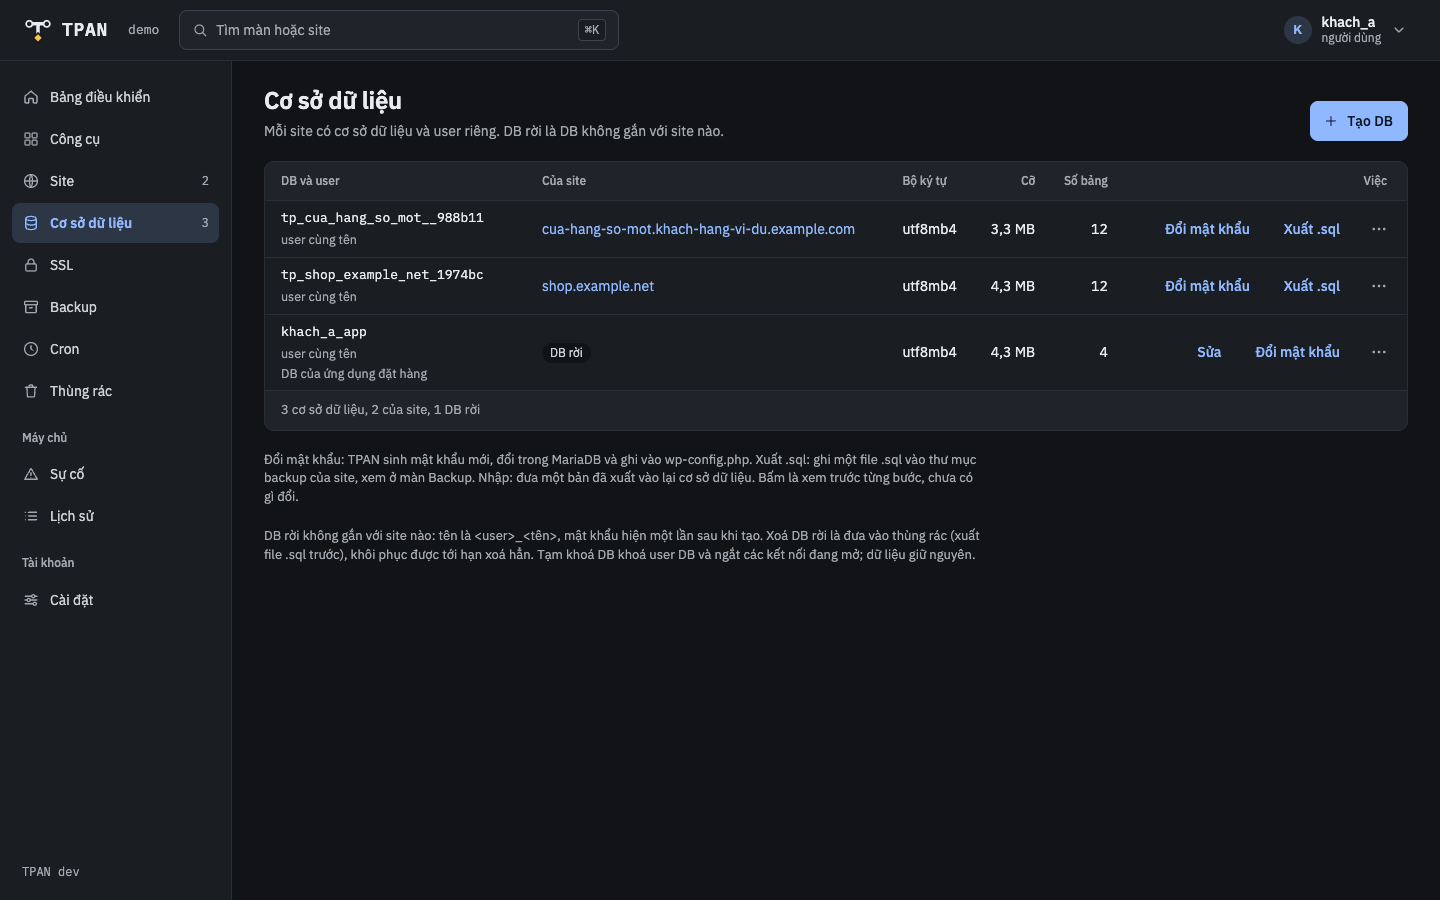 TPAN demo
Tìm màn hoặc site ⌘K
K khach_a
người dùng
Bảng điều khiển
Công cụ
Site 2
Cơ sở dữ liệu 3
SSL
Backup
Cron
Thùng rác
Máy chủ
Sự cố
Lịch sử
Tài khoản
Cài đặt
TPAN dev
Cơ sở dữ liệu
Mỗi site có cơ sở dữ liệu và user riêng. DB rời là DB không gắn với site nào.
+ Tạo DB
DB và user Của site Bộ ký tự Cỡ Số bảng Việc
tp_cua_hang_so_mot__988b11
user cùng tên
cua-hang-so-mot.khach-hang-vi-du.example.com utf8mb4 3,3 MB 12 Đổi mật khẩu Xuất .sql ...
tp_shop_example_net_1974bc
user cùng tên
shop.example.net utf8mb4 4,3 MB 12 Đổi mật khẩu Xuất .sql ...
khach_a_app
user cùng tên
DB của ứng dụng đặt hàng
DB rời utf8mb4 4,3 MB 4 Sửa Đổi mật khẩu ...
3 cơ sở dữ liệu, 2 của site, 1 DB rời
Đổi mật khẩu: TPAN sinh mật khẩu mới, đổi trong MariaDB và ghi vào wp-config.php. Xuất .sql: ghi một file .sql vào thư mục
backup của site, xem ở màn Backup. Nhập: đưa một bản đã xuất vào lại cơ sở dữ liệu. Bấm là xem trước từng bước, chưa có
gì đổi.
DB rời không gắn với site nào: tên là <user>_<tên>, mật khẩu hiện một lần sau khi tạo. Xoá DB rời là đưa vào thùng rác (xuất
file .sql trước), khôi phục được tới hạn xoá hẳn. Tạm khoá DB khoá user DB và ngắt các kết nối đang mở; dữ liệu giữ nguyên.